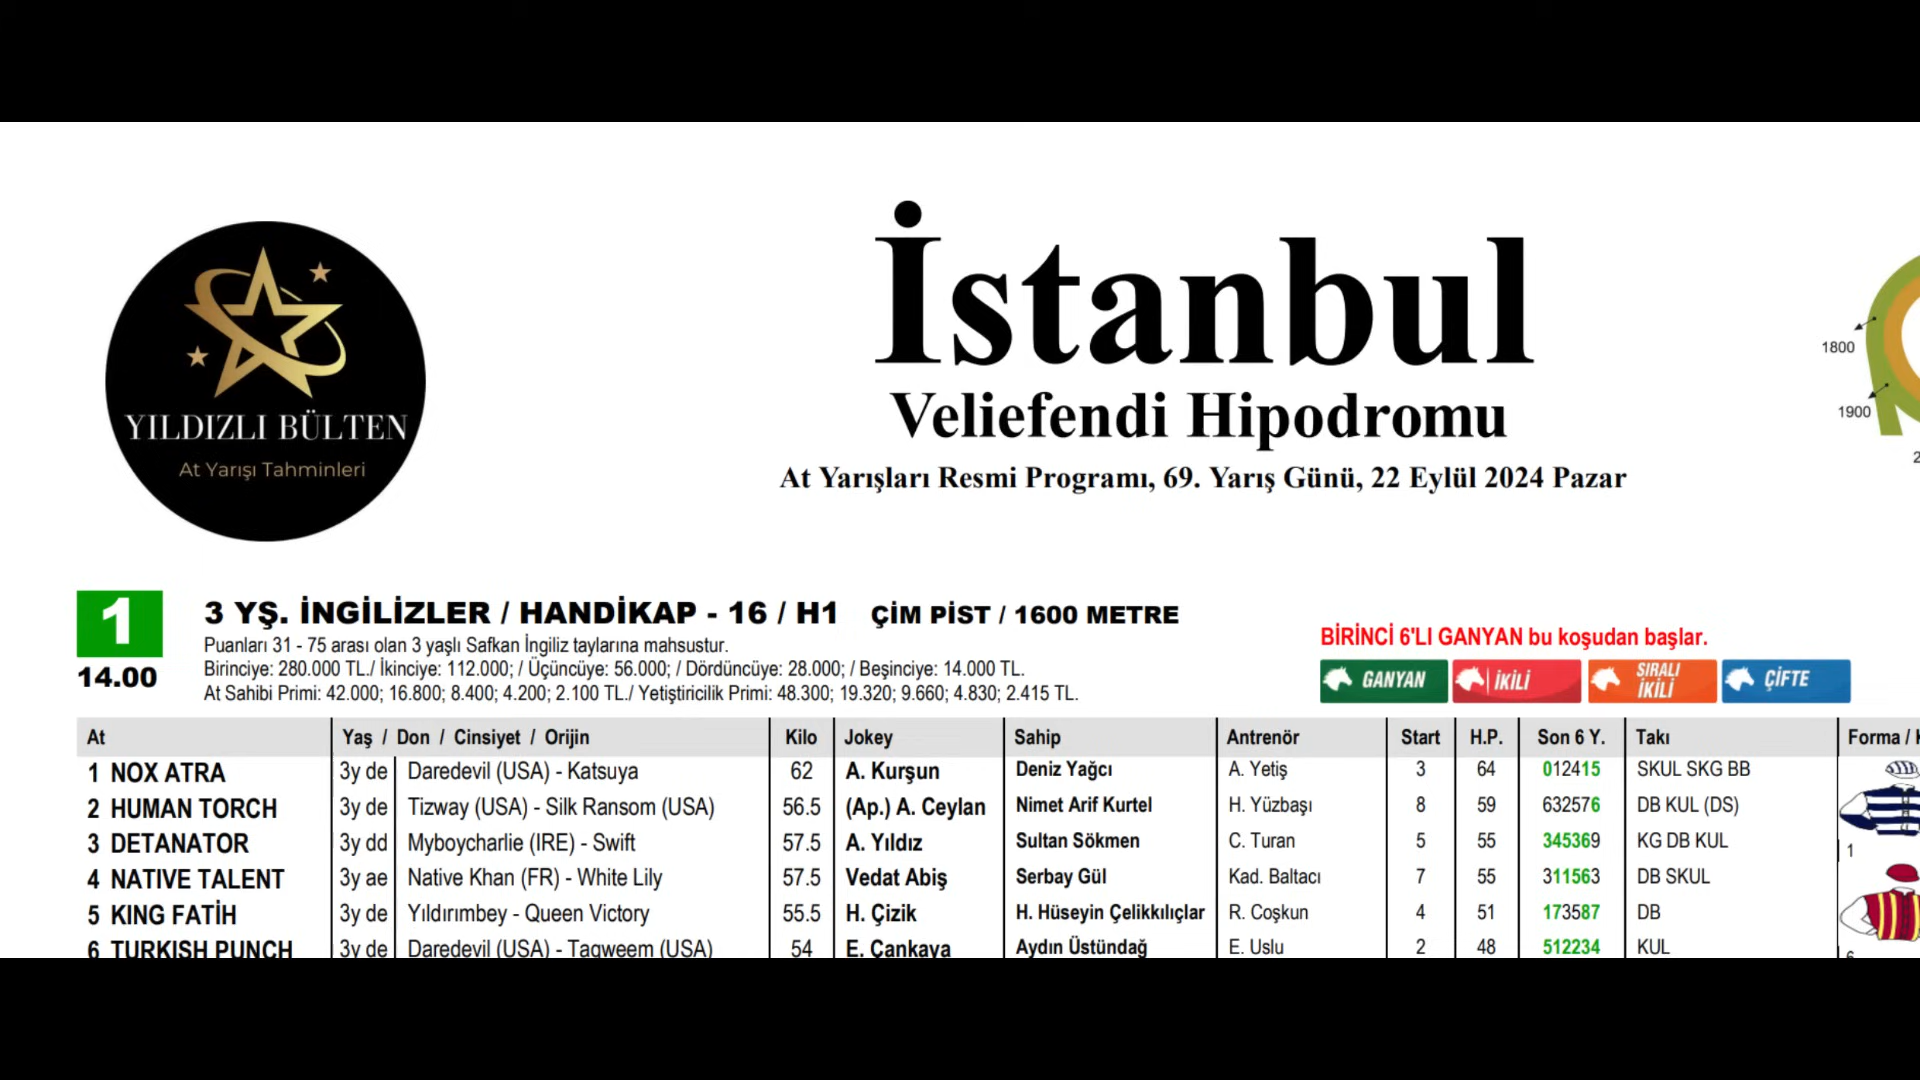 İstanbul
Veliefendi Hipodromu
At Yarışları Resmi Programı, 69. Yarış Günü, 22 Eylül 2024 Pazar
YILDIZLI BÜLTEN
At Yarışı Tahminleri
1800
1900
2
1
14.00
3 YŞ. İNGİLİZLER / HANDİKAP - 16 / H1 ÇİM PİST / 1600 METRE
Puanları 31 - 75 arası olan 3 yaşlı Safkan İngiliz taylarına mahsustur.
Birinciye: 280.000 TL./ İkinciye: 112.000; / Üçüncüye: 56.000; / Dördüncüye: 28.000; / Beşinciye: 14.000 TL.
At Sahibi Primi: 42.000; 16.800; 8.400; 4.200; 2.100 TL./ Yetiştiricilik Primi: 48.300; 19.320; 9.660; 4.830; 2.415 TL.
BİRİNCİ 6'LI GANYAN bu koşudan başlar.
GANYAN İKİLİ SIRALI İKİLİ ÇİFTE
At Yaş / Don / Cinsiyet / Orijin Kilo Jokey Sahip Antrenör Start H.P. Son 6 Y. Takı Forma /
1 NOX ATRA 3y de Daredevil (USA) - Katsuya 62 A. Kurşun Deniz Yağcı A. Yetiş 3 64 012415 SKUL SKG BB
2 HUMAN TORCH 3y de Tizway (USA) - Silk Ransom (USA) 56.5 (Ap.) A. Ceylan Nimet Arif Kurtel H. Yüzbaşı 8 59 632576 DB KUL (DS)
3 DETANATOR 3y dd Myboycharlie (IRE) - Swift 57.5 A. Yıldız Sultan Sökmen C. Turan 5 55 345369 KG DB KUL 1
4 NATIVE TALENT 3y ae Native Khan (FR) - White Lily 57.5 Vedat Abiş Serbay Gül Kad. Baltacı 7 55 311563 DB SKUL
5 KING FATİH 3y de Yıldırımbey - Queen Victory 55.5 H. Çizik H. Hüseyin Çelikkılıçlar R. Coşkun 4 51 173587 DB
6 TURKISH PUNCH 3y de Daredevil (USA) - Taqweem (USA) 54 E. Çankaya Aydın Üstündağ E. Uslu 2 48 512234 KUL